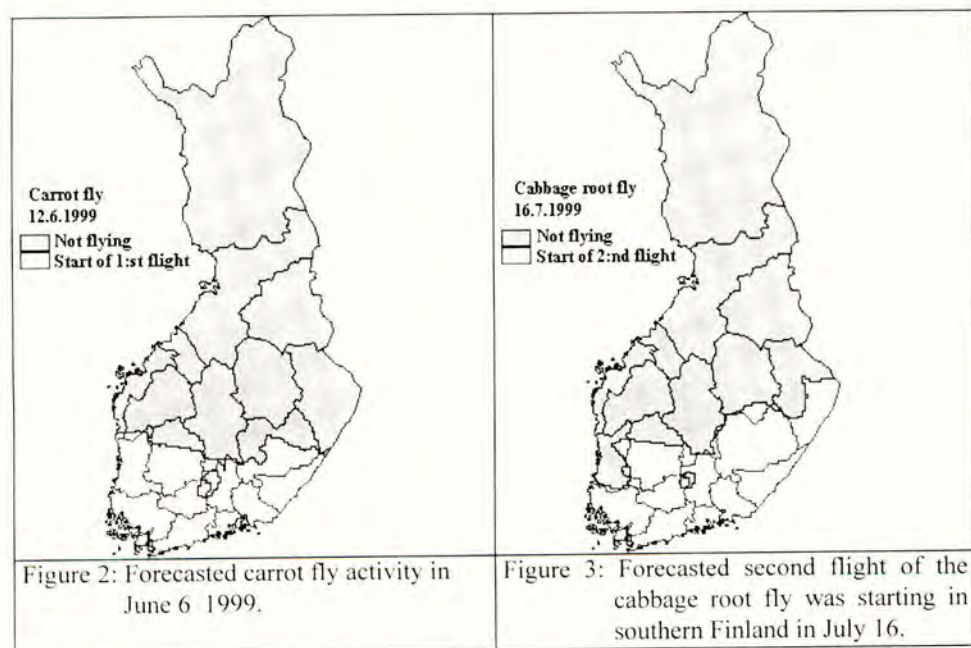 Carrot fly
12.6.1999
Not flying
Start of 1:st flight
Figure 2: Forecasted carrot fly activity in
June 6 1999.
Cabbage root fly
16.7.1999
Not flying
Start of 2:nd flight
Figure 3: Forecasted second flight of the
cabbage root fly was starting in
southern Finland in July 16.